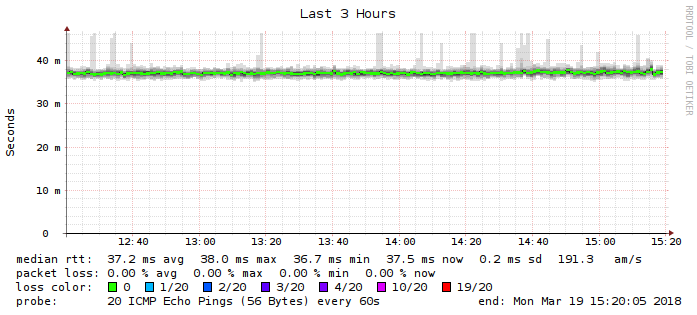 Last 3 Hours
RRDTOOL / TOBI OETIKER
Seconds
40 m
30 m
20 m
10 m
0
12:40 13:00 13:20 13:40 14:00 14:20 14:40 15:00 15:20
median rtt: 37.2 ms avg 38.0 ms max 36.7 ms min 37.5 ms now 0.2 ms sd 191.3 am/s
packet loss: 0.00 % avg 0.00 % max 0.00 % min 0.00 % now
loss color: 0 1/20 2/20 3/20 4/20 10/20 19/20
probe: 20 ICMP Echo Pings (56 Bytes) every 60s end: Mon Mar 19 15:20:05 2018